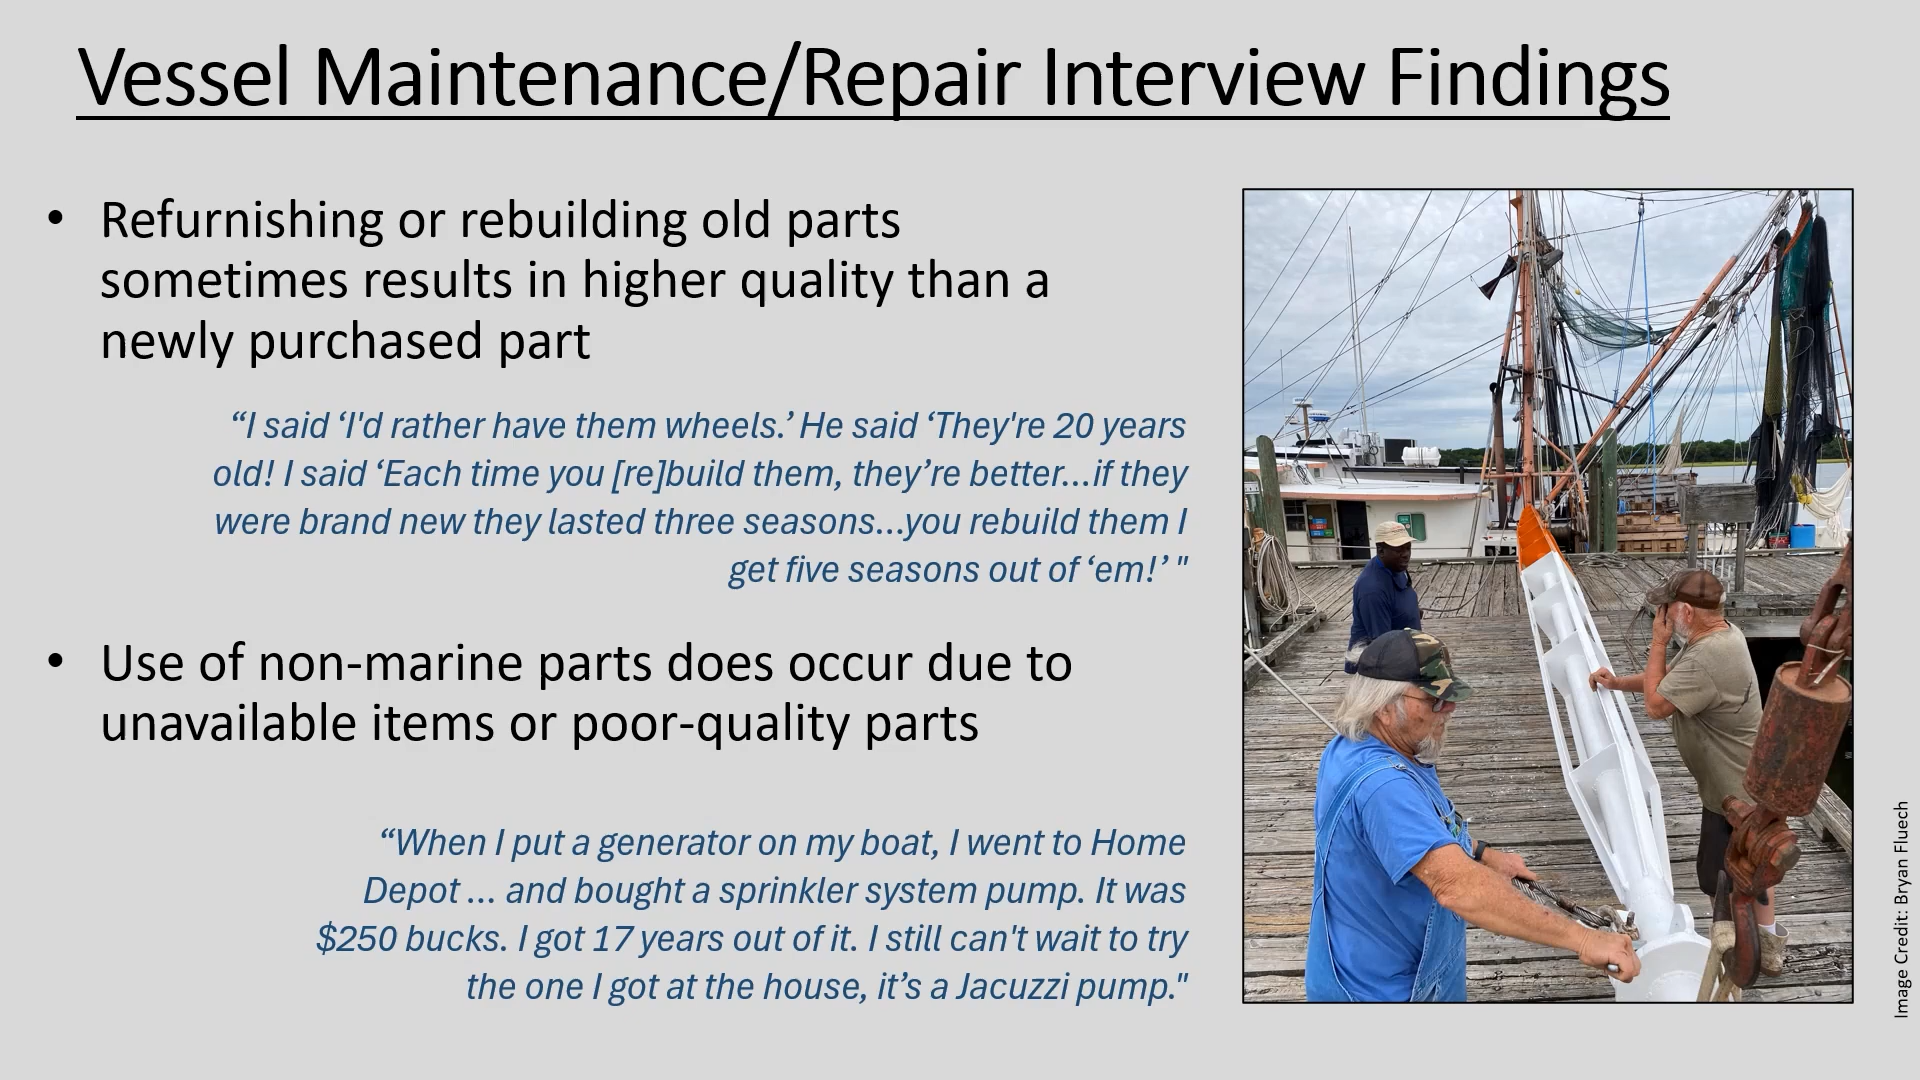 Vessel Maintenance/Repair Interview Findings
• Refurnishing or rebuilding old parts
sometimes results in higher quality than a
newly purchased part
“I said ‘I'd rather have them wheels.’ He said ‘They're 20 years
old! I said ‘Each time you [re]build them, they’re better…if they
were brand new they lasted three seasons…you rebuild them I
get five seasons out of ‘em!’ "
• Use of non-marine parts does occur due to
unavailable items or poor-quality parts
“When I put a generator on my boat, I went to Home
Depot … and bought a sprinkler system pump. It was
$250 bucks. I got 17 years out of it. I still can't wait to try
the one I got at the house, it’s a Jacuzzi pump."
Image Credit: Bryan Fluech